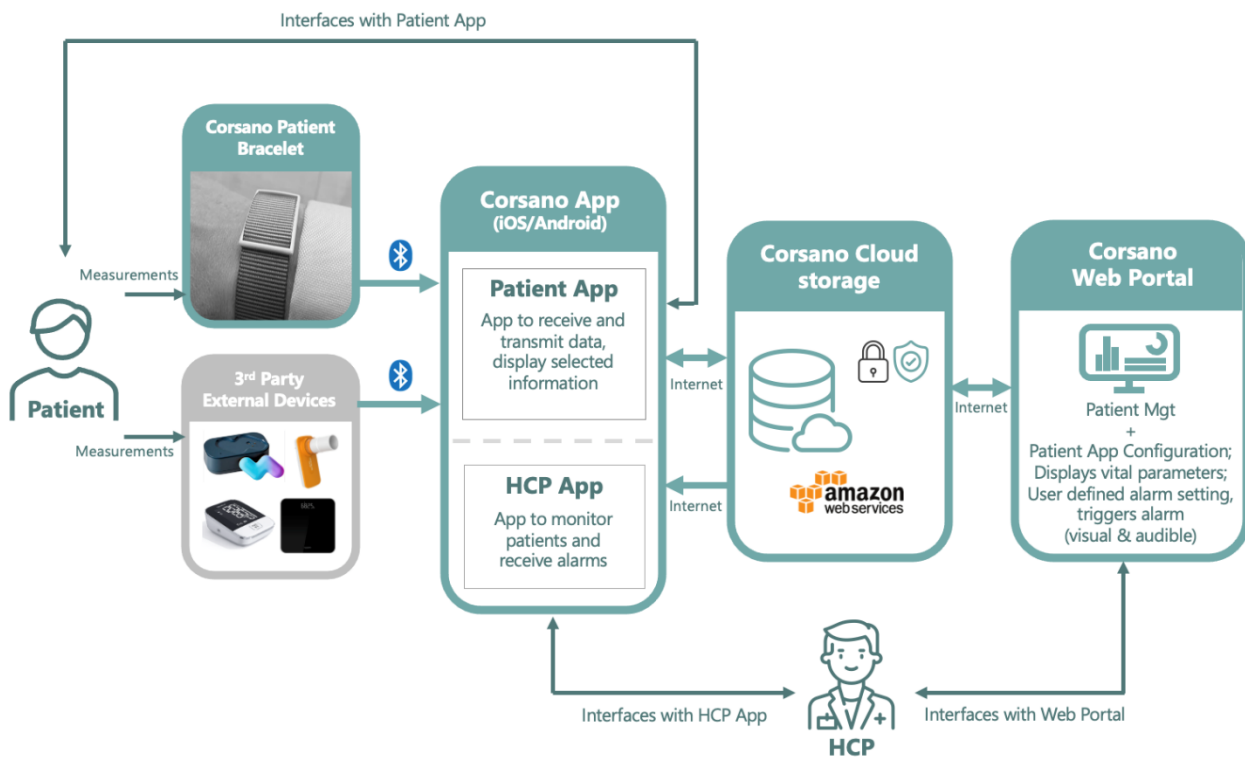 Interfaces with Patient App
Corsano Patient
Bracelet
Measurements
Patient
Measurements
3rd Party
External Devices
Corsano App
(iOS/Android)
Patient App
App to receive and
transmit data,
display selected
information
HCP App
App to monitor
patients and
receive alarms
Internet
Internet
Corsano Cloud
storage
amazon
webservices
Internet
Corsano
Web Portal
Patient Mgt
+
Patient App Configuration;
Displays vital parameters;
User defined alarm setting,
triggers alarm
(visual & audible)
Interfaces with HCP App
HCP
Interfaces with Web Portal